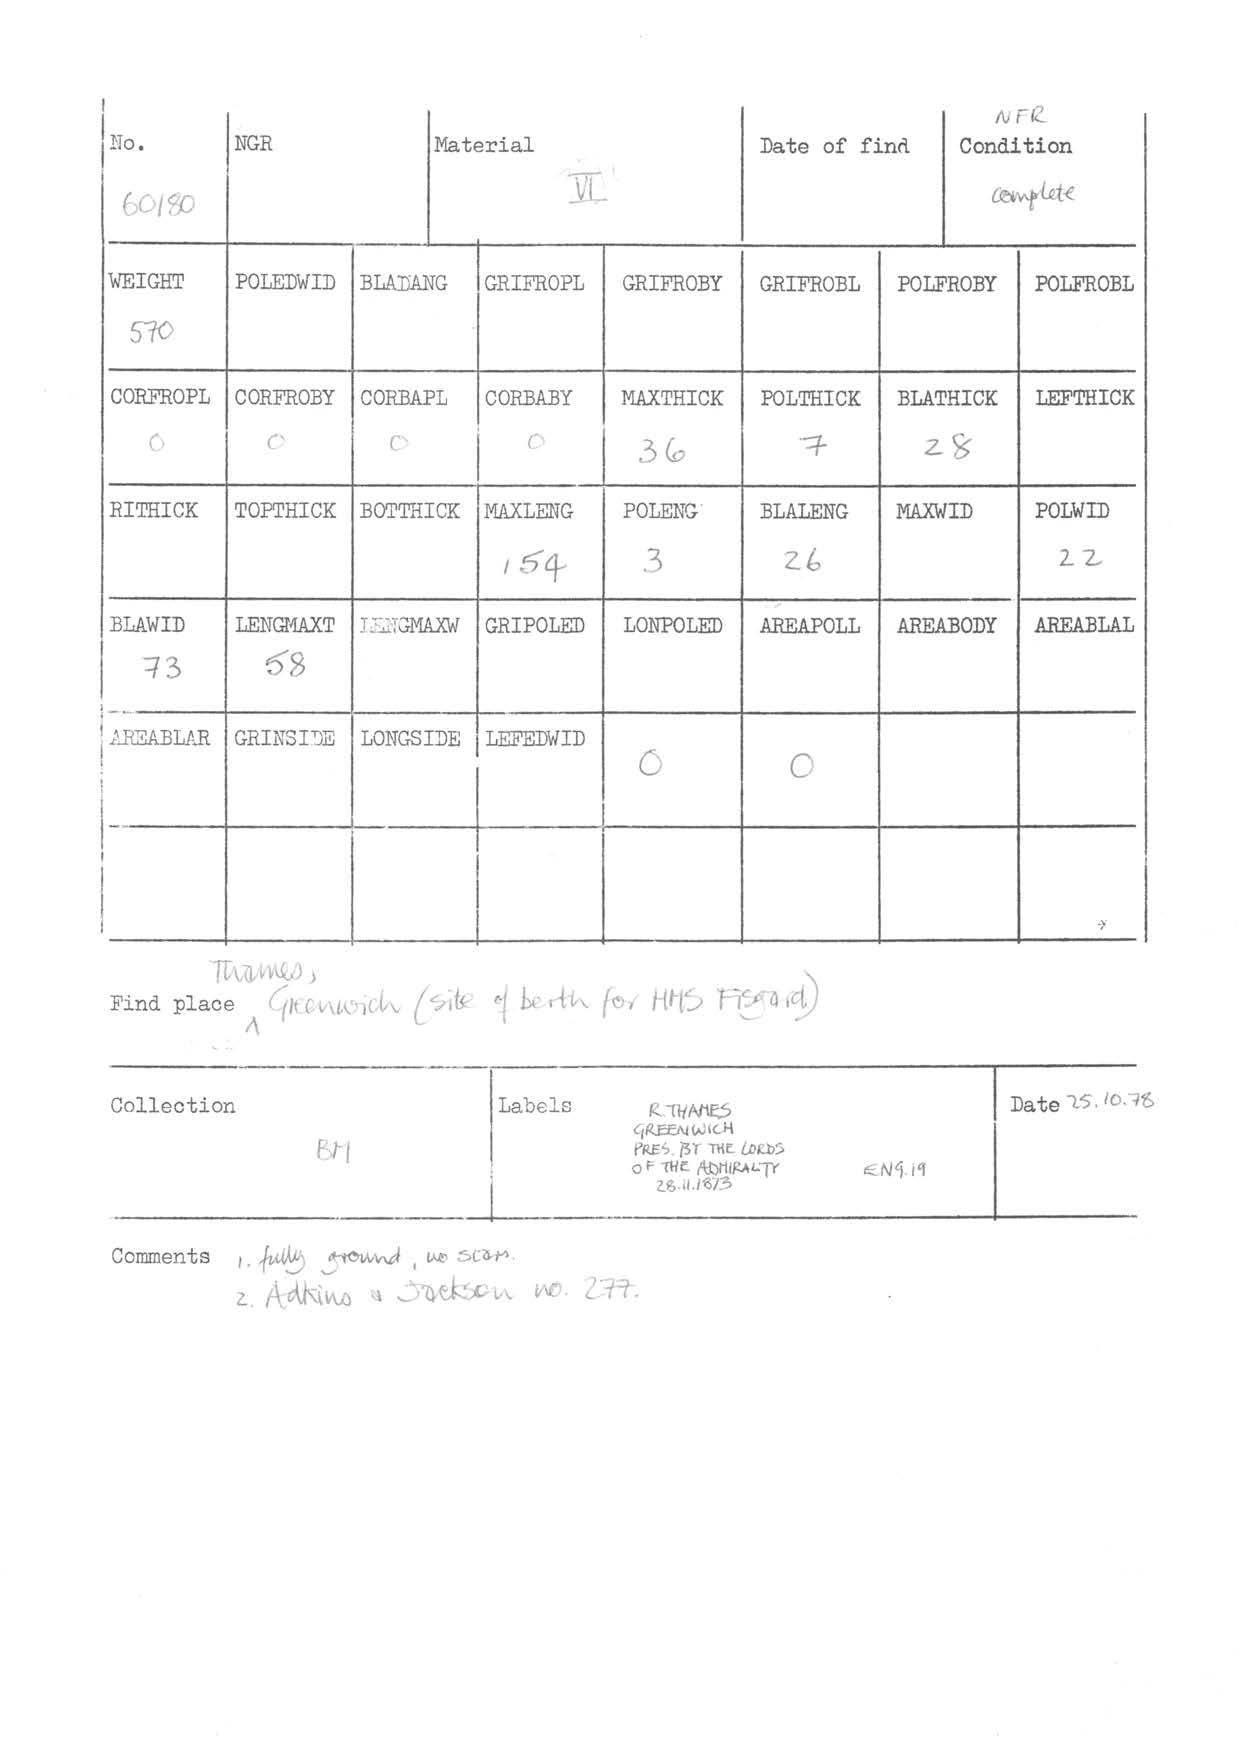 NFR
No. NGR Material Date of find Condition
60/80 VI complete
WEIGHT POLEDWID BLADANG GRIFROPL GRIFROBY GRIFROBL POLFROBY POLFROBL
570
CORFROPL CORFROBY CORBAPL CORBABY MAXTHICK POLTHICK BLATHICK LEFTHICK
0 0 0 0 36 7 28
RITHICK TOPTHICK BOTTHICK MAXLENG POLENG BLALENG MAXWID POLWID
154 3 26 22
BLAWID LENGMAXT LENGMAXW GRIPOLED LONPOLED AREAPOLL AREABODY AREABLAL
73 58
AREABLAR GRINSIDE LONGSIDE LEFEDWID
0 0
Thames,
Find place ∧ Greenwich (site of berth for HMS Fisgard)
Collection Labels Date 25.10.78
BM
R. THAMES
GREENWICH
PRES. BY THE LORDS
OF THE ADMIRALTY ENG.19
28.11.1873
Comments 1. fully ground, no scars.
2. Adkins & Jackson no. 277.